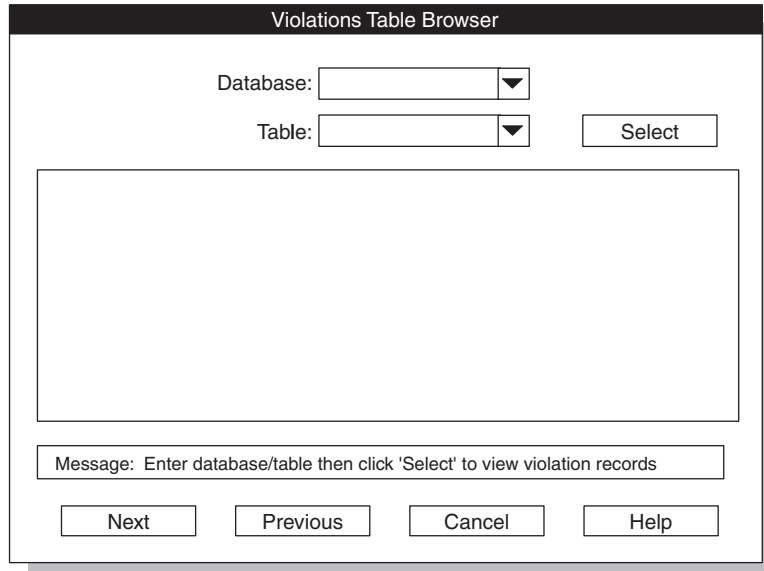 Violations Table Browser
Database:
Table:
Select
Message: Enter database/table then click 'Select' to view violation records
Next Previous Cancel Help